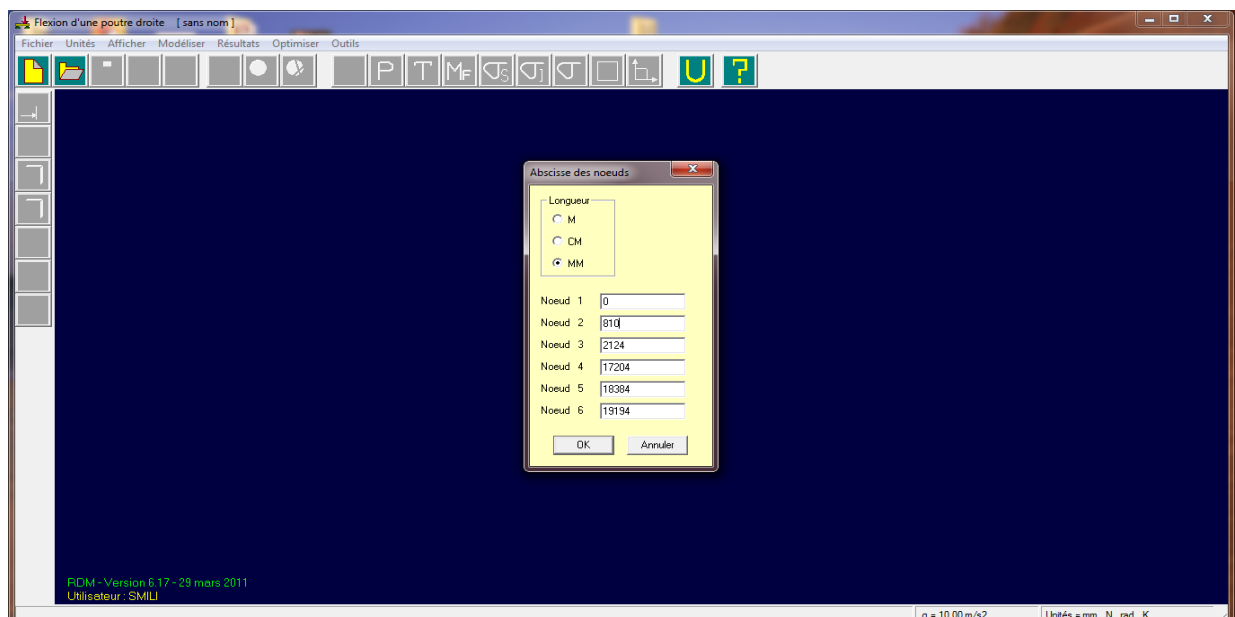 Flexion d'une poutre droite [ sans nom ]
Fichier Unités Afficher Modéliser Résultats Optimiser Outils
P T MF σS σJ σ U ?
Abscisse des noeuds
Longueur
M
CM
MM
Noeud 1 0
Noeud 2 810
Noeud 3 2124
Noeud 4 17204
Noeud 5 18384
Noeud 6 19194
OK Annuler
RDM - Version 6.17 - 29 mars 2011
Utilisateur : SMILI
g = 10.00 m/s2 Unités = mm, N, rad, K